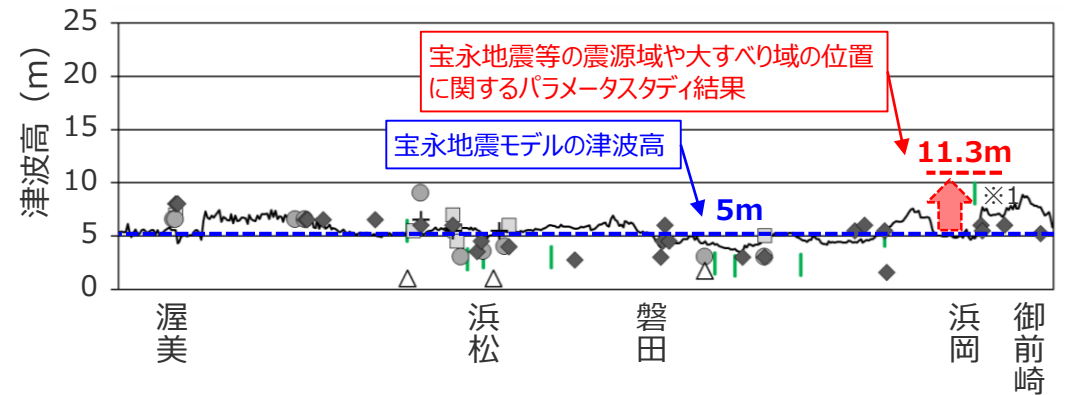 25
20
15
10
5
0
津波高（m）
宝永地震等の震源域や大すべり域の位置
に関するパラメータスタディ結果
宝永地震モデルの津波高
11.3m
※1
5m
渥美
浜松
磐田
浜岡
御前崎